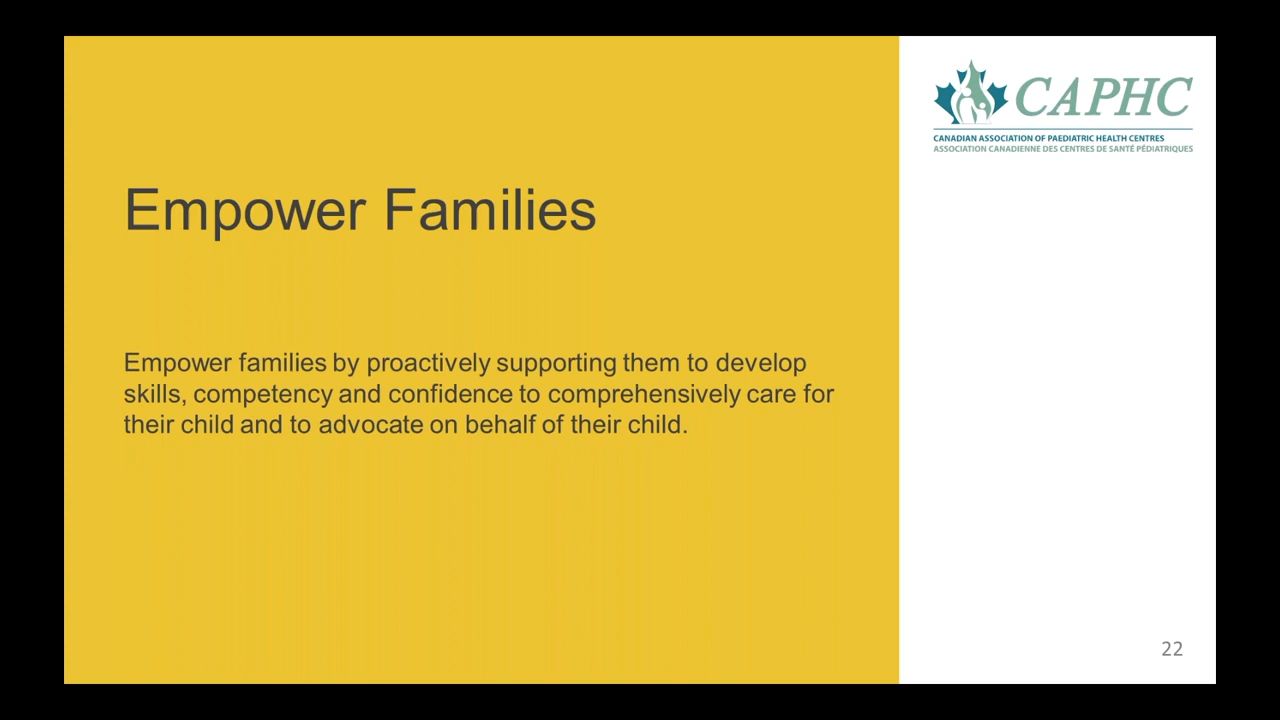 CAPHC
CANADIAN ASSOCIATION OF PAEDIATRIC HEALTH CENTRES
ASSOCIATION CANADIENNE DES CENTRES DE SANTÉ PÉDIATRIQUES
Empower Families
Empower families by proactively supporting them to develop
skills, competency and confidence to comprehensively care for
their child and to advocate on behalf of their child.
22